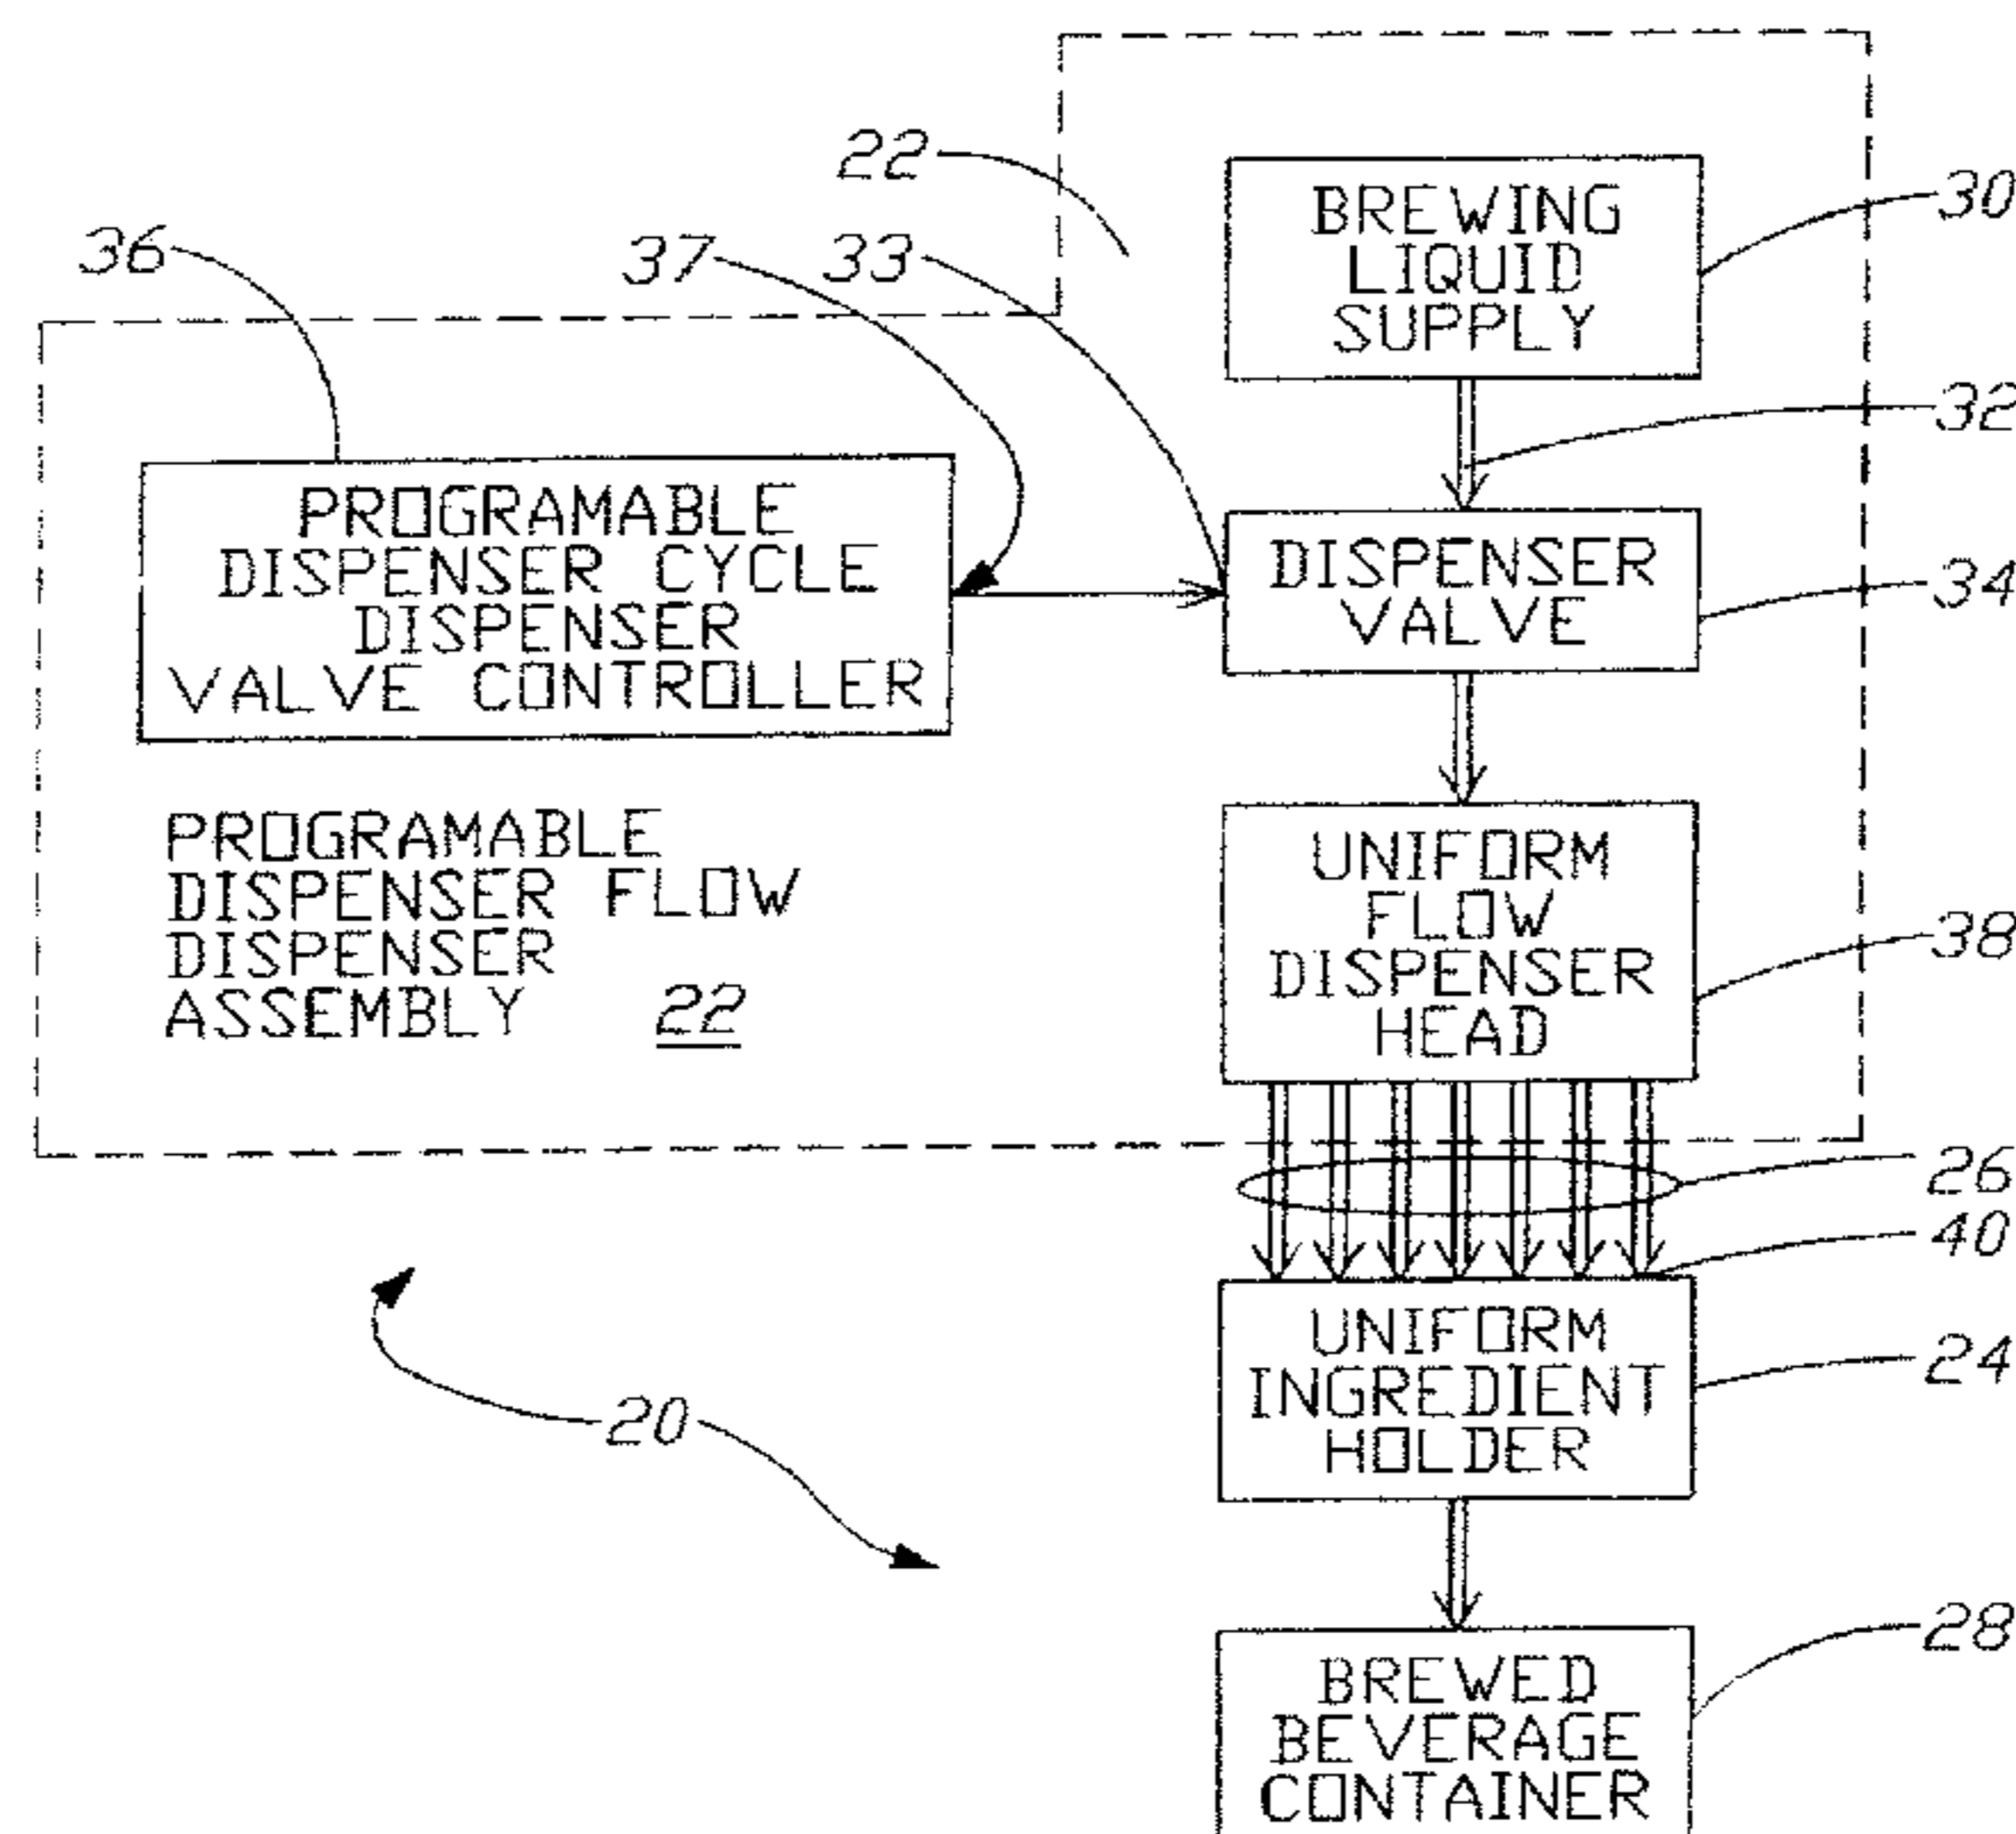 22
BREWING
LIQUID
SUPPLY
30
36
37
33
32
PROGRAMABLE
DISPENSER CYCLE
DISPENSER
VALVE CONTROLLER
DISPENSER
VALVE
34
PROGRAMABLE
DISPENSER FLOW
DISPENSER
ASSEMBLY 22
UNIFORM
FLOW
DISPENSER
HEAD
38
26
40
UNIFORM
INGREDIENT
HOLDER
24
20
BREWED
BEVERAGE
CONTAINER
28